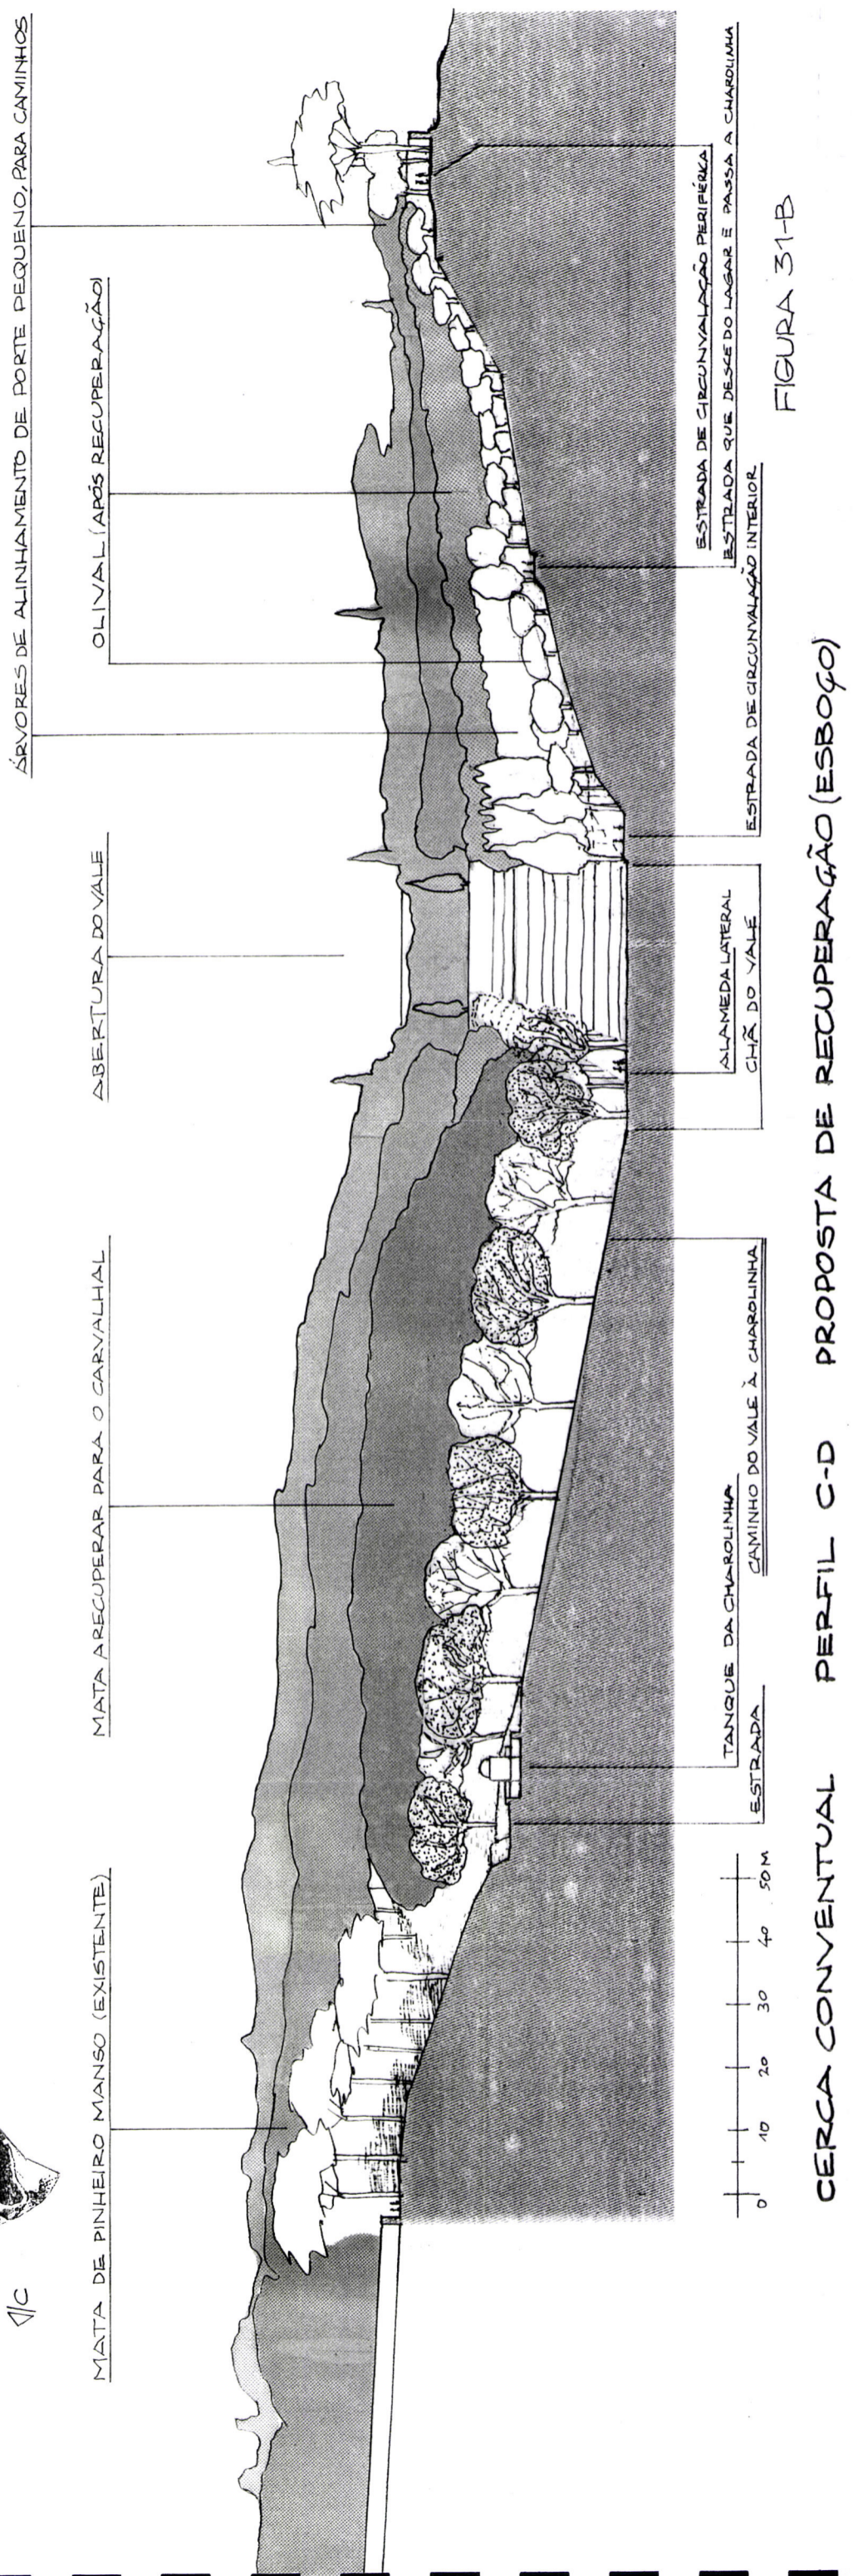 ▷/C
ÁRVORES DE ALINHAMENTO DE PORTE PEQUENO, PARA CAMINHOS
MATA DE PINHEIRO MANSO (EXISTENTE)
MATA A RECUPERAR PARA O CARVALHAL
ABERTURA DO VALE
OLIVAL (APÓS RECUPERAÇÃO)
ESTRADA
TANQUE DA CHAROLINHA
CAMINHO DO VALE À CHAROLINHA
ALAMEDA LATERAL
CHÃ DO VALE
ESTRADA DE CIRCUNVALAÇÃO INTERIOR
ESTRADA QUE DESCE DO LAGAR E PASSA A CHAROLINHA
ESTRADA DE CIRCUNVALAÇÃO PERIFÉRICA
0 10 20 30 40 50 M
FIGURA 31-B
CERCA CONVENTUAL PERFIL C-D PROPOSTA DE RECUPERAÇÃO (ESBOÇO)